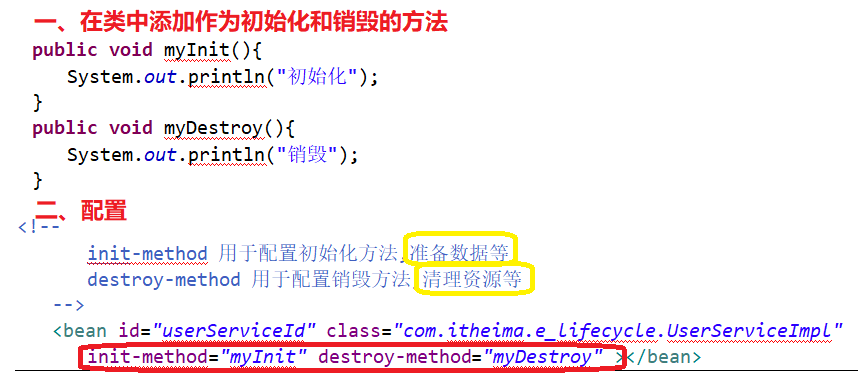 一、在类中添加作为初始化和销毁的方法
public void myInit(){
System.out.println("初始化");
}
public void myDestroy(){
System.out.println("销毁");
}
二、配置
<!--
init-method 用于配置初始化方法,准备数据等
destroy-method 用于配置销毁方法,清理资源等
-->
<bean id="userServiceId" class="com.itheima.e_lifecycle.UserServiceImpl"
init-method="myInit" destroy-method="myDestroy" ></bean>